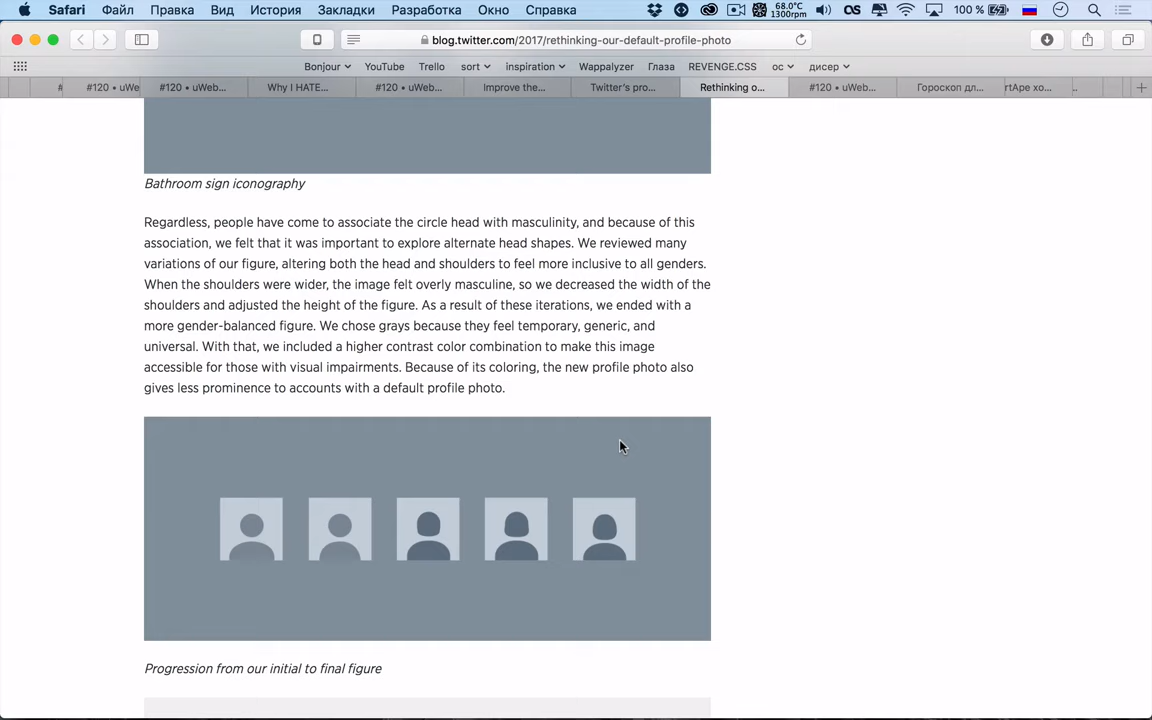 Safari Файл Правка Вид История Закладки Разработка Окно Справка 68.0°C 1300rpm 100 %
blog.twitter.com/2017/rethinking-our-default-profile-photo
Bonjour YouTube Trello sort inspiration Wappalyzer Глаза REVENGE.CSS ос дисер
# #120 • uWe #120 • uWeb... Why I HATE... #120 • uWeb... Improve the... Twitter's pro... Rethinking o... #120 • uWeb... Гороскоп дл... rtApe хо... ..
Bathroom sign iconography
Regardless, people have come to associate the circle head with masculinity, and because of this
association, we felt that it was important to explore alternate head shapes. We reviewed many
variations of our figure, altering both the head and shoulders to feel more inclusive to all genders.
When the shoulders were wider, the image felt overly masculine, so we decreased the width of the
shoulders and adjusted the height of the figure. As a result of these iterations, we ended with a
more gender-balanced figure. We chose grays because they feel temporary, generic, and
universal. With that, we included a higher contrast color combination to make this image
accessible for those with visual impairments. Because of its coloring, the new profile photo also
gives less prominence to accounts with a default profile photo.
Progression from our initial to final figure